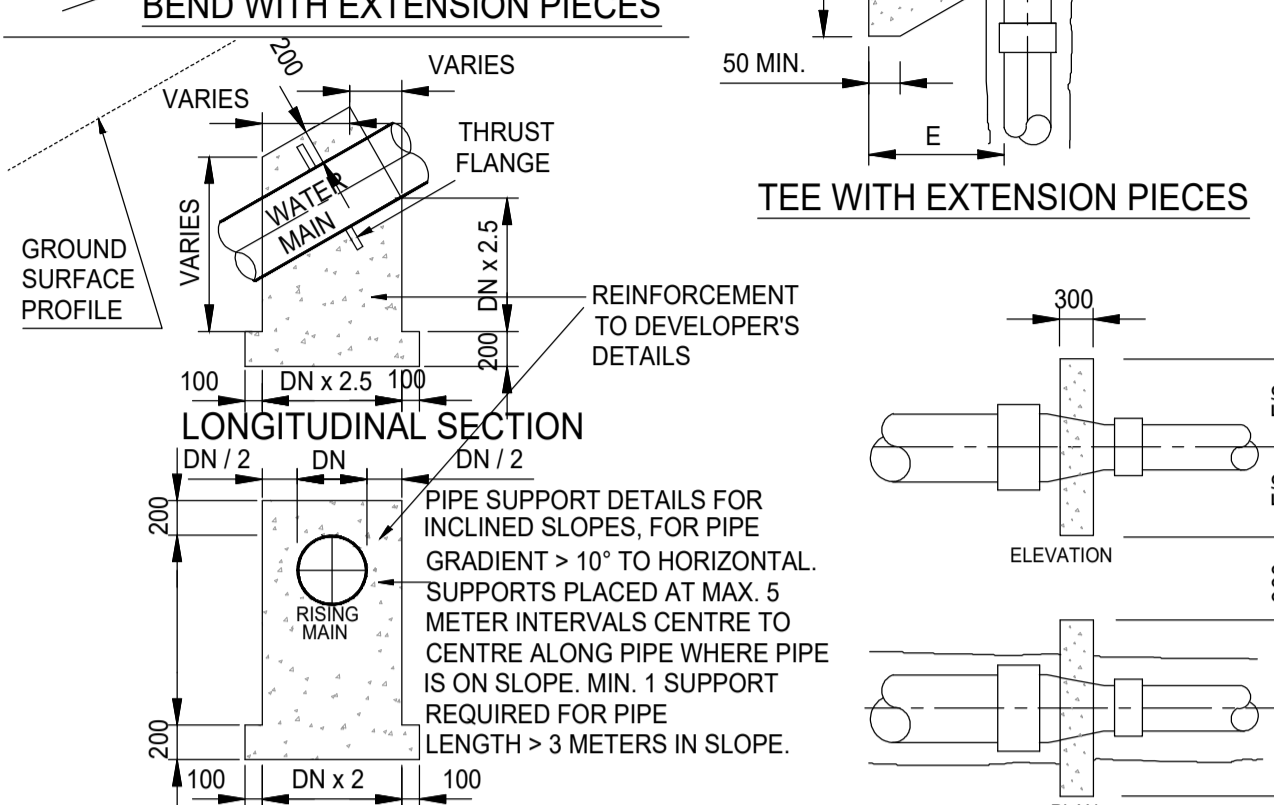 BEND WITH EXTENSION PIECES
200
VARIES
VARIES
THRUST
FLANGE
WATER
MAIN
VARIES
GROUND
SURFACE
PROFILE
DN x 2.5
200
REINFORCEMENT
TO DEVELOPER'S
DETAILS
100
DN x 2.5
100
LONGITUDINAL SECTION
DN / 2
DN
DN / 2
200
RISING
MAIN
200
100
DN x 2
100
PIPE SUPPORT DETAILS FOR
INCLINED SLOPES, FOR PIPE
GRADIENT > 10° TO HORIZONTAL.
SUPPORTS PLACED AT MAX. 5
METER INTERVALS CENTRE TO
CENTRE ALONG PIPE WHERE PIPE
IS ON SLOPE. MIN. 1 SUPPORT
REQUIRED FOR PIPE
LENGTH > 3 METERS IN SLOPE.
50 MIN.
E
TEE WITH EXTENSION PIECES
300
ELEVATION